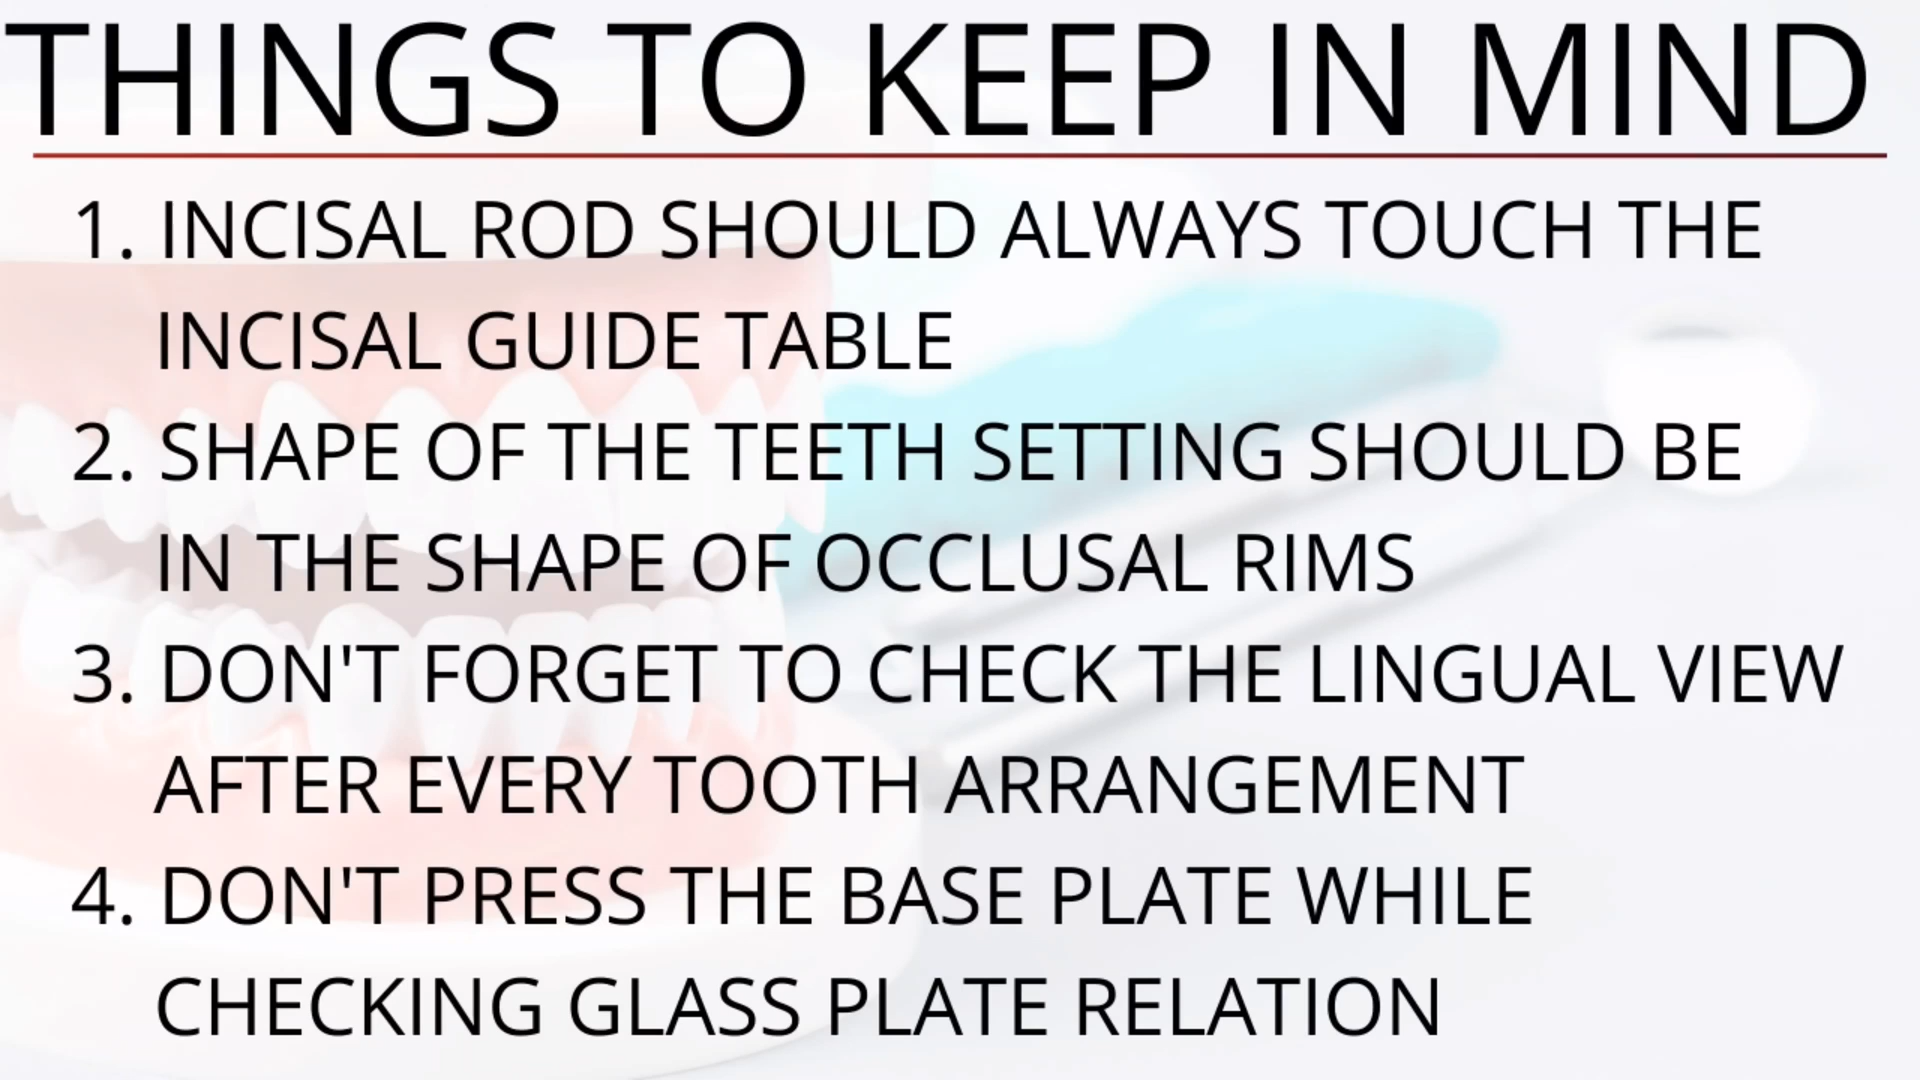 THINGS TO KEEP IN MIND
1. INCISAL ROD SHOULD ALWAYS TOUCH THE
INCISAL GUIDE TABLE
2. SHAPE OF THE TEETH SETTING SHOULD BE
IN THE SHAPE OF OCCLUSAL RIMS
3. DON'T FORGET TO CHECK THE LINGUAL VIEW
AFTER EVERY TOOTH ARRANGEMENT
4. DON'T PRESS THE BASE PLATE WHILE
CHECKING GLASS PLATE RELATION